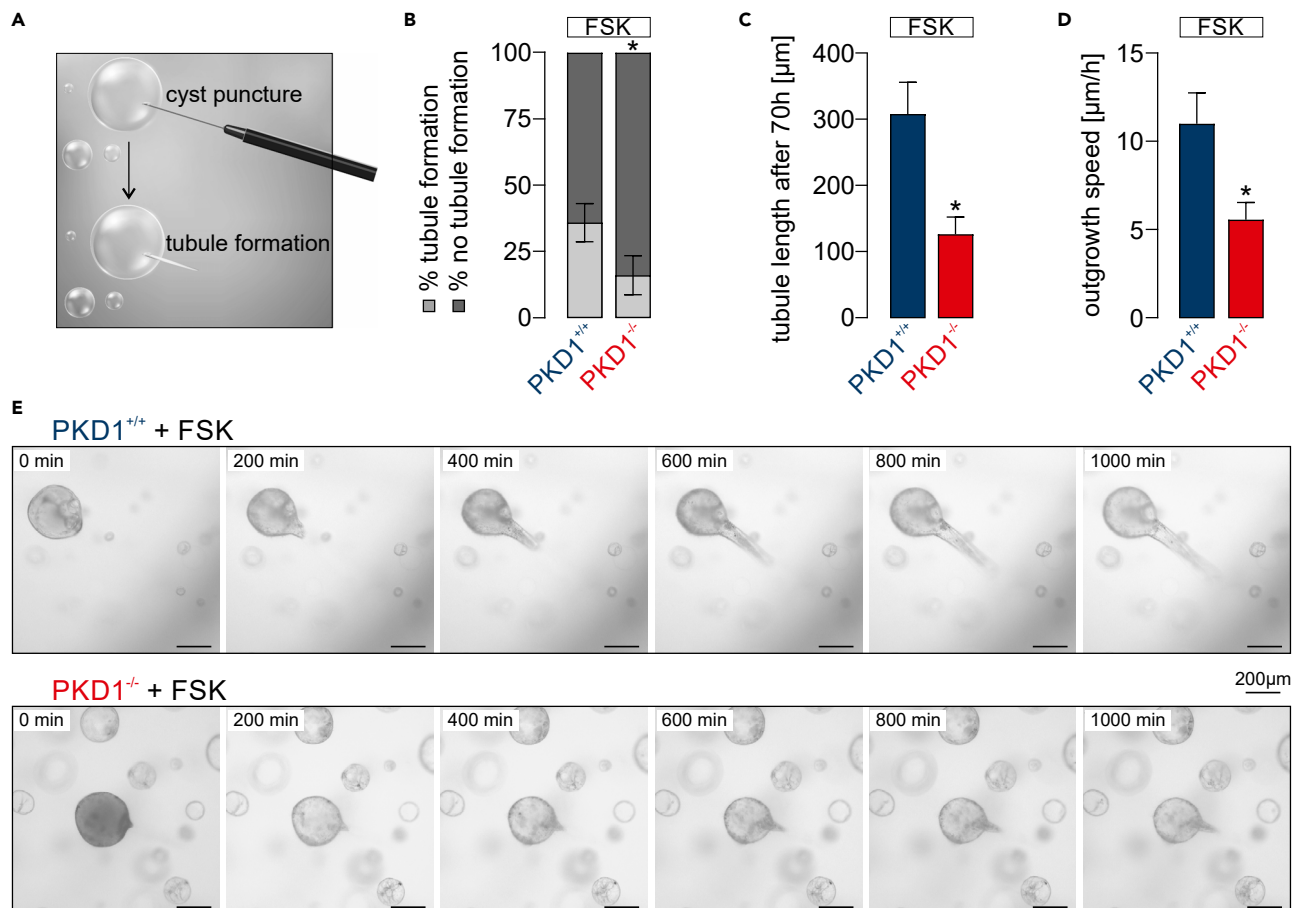 A
cyst puncture
tubule formation
B
FSK
*
% tubule formation
% no tubule formation
100
75
50
25
0
PKD1+/+
PKD1-/-
C
FSK
tubule length after 70h [µm]
400
300
200
100
0
*
PKD1+/+
PKD1-/-
D
FSK
outgrowth speed [µm/h]
15
10
5
0
*
PKD1+/+
PKD1-/-
E
PKD1+/+ + FSK
0 min
200 min
400 min
600 min
800 min
1000 min
PKD1-/- + FSK
200µm
0 min
200 min
400 min
600 min
800 min
1000 min